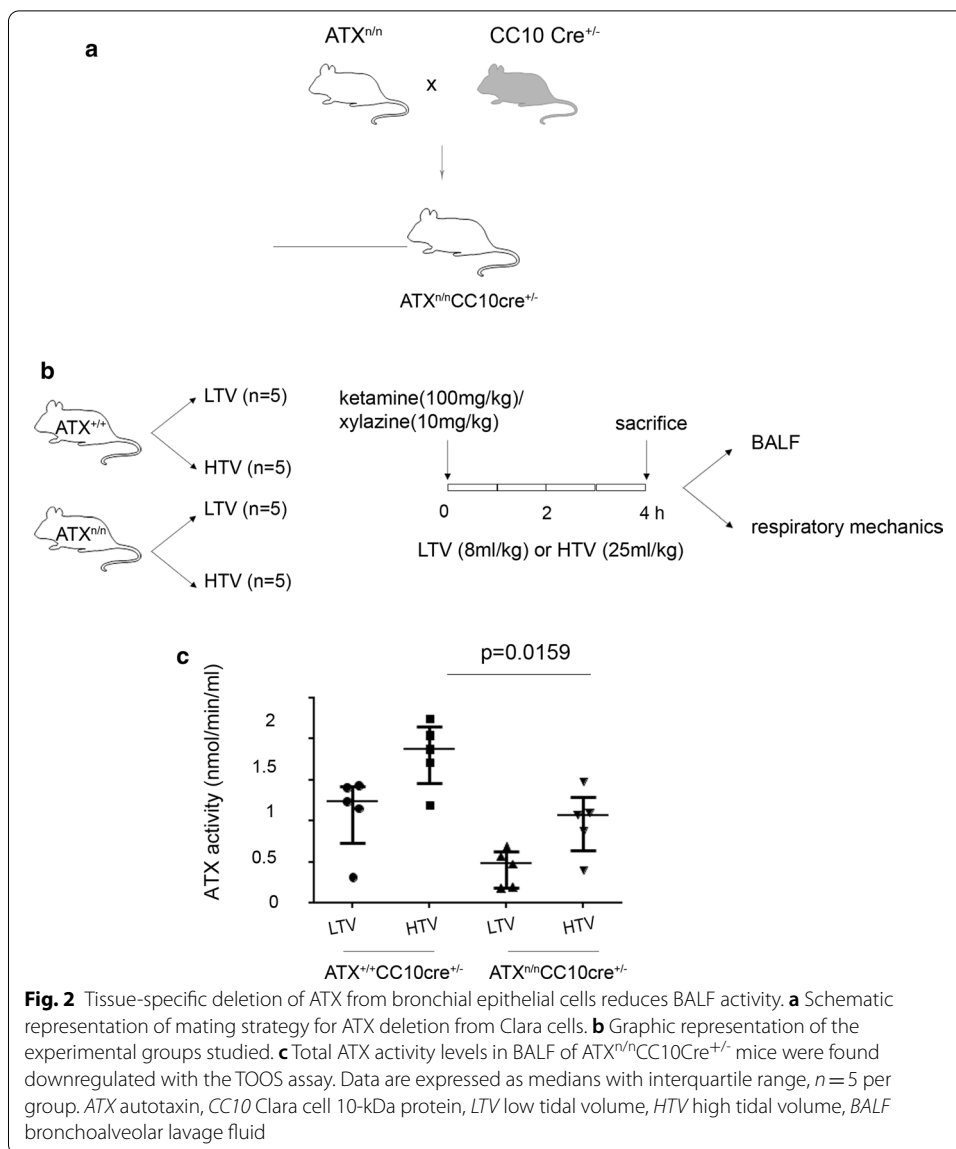 a
ATXn/n CC10 Cre+/-
x
ATXn/nCC10cre+/-
b
ATX+/+
LTV (n=5)
HTV (n=5)
ATXn/n
LTV (n=5)
HTV (n=5)
ketamine(100mg/kg)/
xylazine(10mg/kg)
sacrifice
0 2 4 h
LTV (8ml/kg) or HTV (25ml/kg)
BALF
respiratory mechanics
c
p=0.0159
ATX activity (nmol/min/ml)
2
1.5
1
0.5
0
LTV HTV LTV HTV
ATX+/+CC10cre+/- ATXn/nCC10cre+/-
Fig. 2 Tissue-specific deletion of ATX from bronchial epithelial cells reduces BALF activity. a Schematic
representation of mating strategy for ATX deletion from Clara cells. b Graphic representation of the
experimental groups studied. c Total ATX activity levels in BALF of ATXn/nCC10Cre+/- mice were found
downregulated with the TOOS assay. Data are expressed as medians with interquartile range, n = 5 per
group. ATX autotaxin, CC10 Clara cell 10-kDa protein, LTV low tidal volume, HTV high tidal volume, BALF
bronchoalveolar lavage fluid